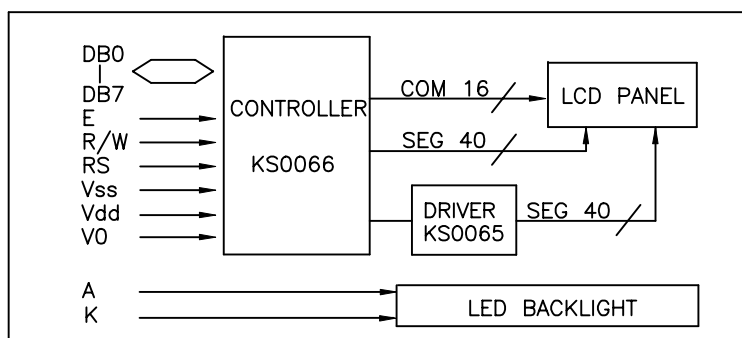 DB0
DB7
E
R/W
RS
Vss
Vdd
V0
CONTROLLER
KS0066
COM 16
SEG 40
LCD PANEL
DRIVER
KS0065
SEG 40
A
K
LED BACKLIGHT